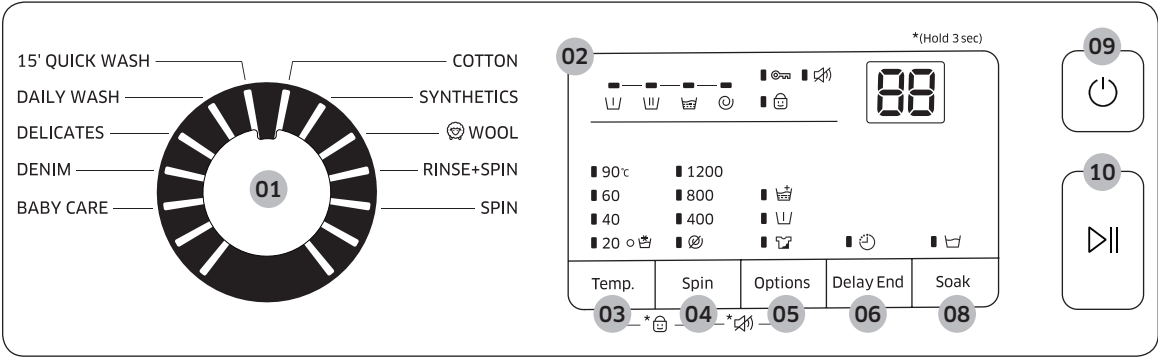 *(Hold 3 sec)
02
09
15' QUICK WASH
COTTON
DAILY WASH
SYNTHETICS
88
DELICATES
WOOL
10
DENIM
RINSE+SPIN
90℃
1200
BABY CARE
01
SPIN
60
800
40
400
20
Temp.
Spin
Options
Delay End
Soak
03
*
04
*
05
06
08